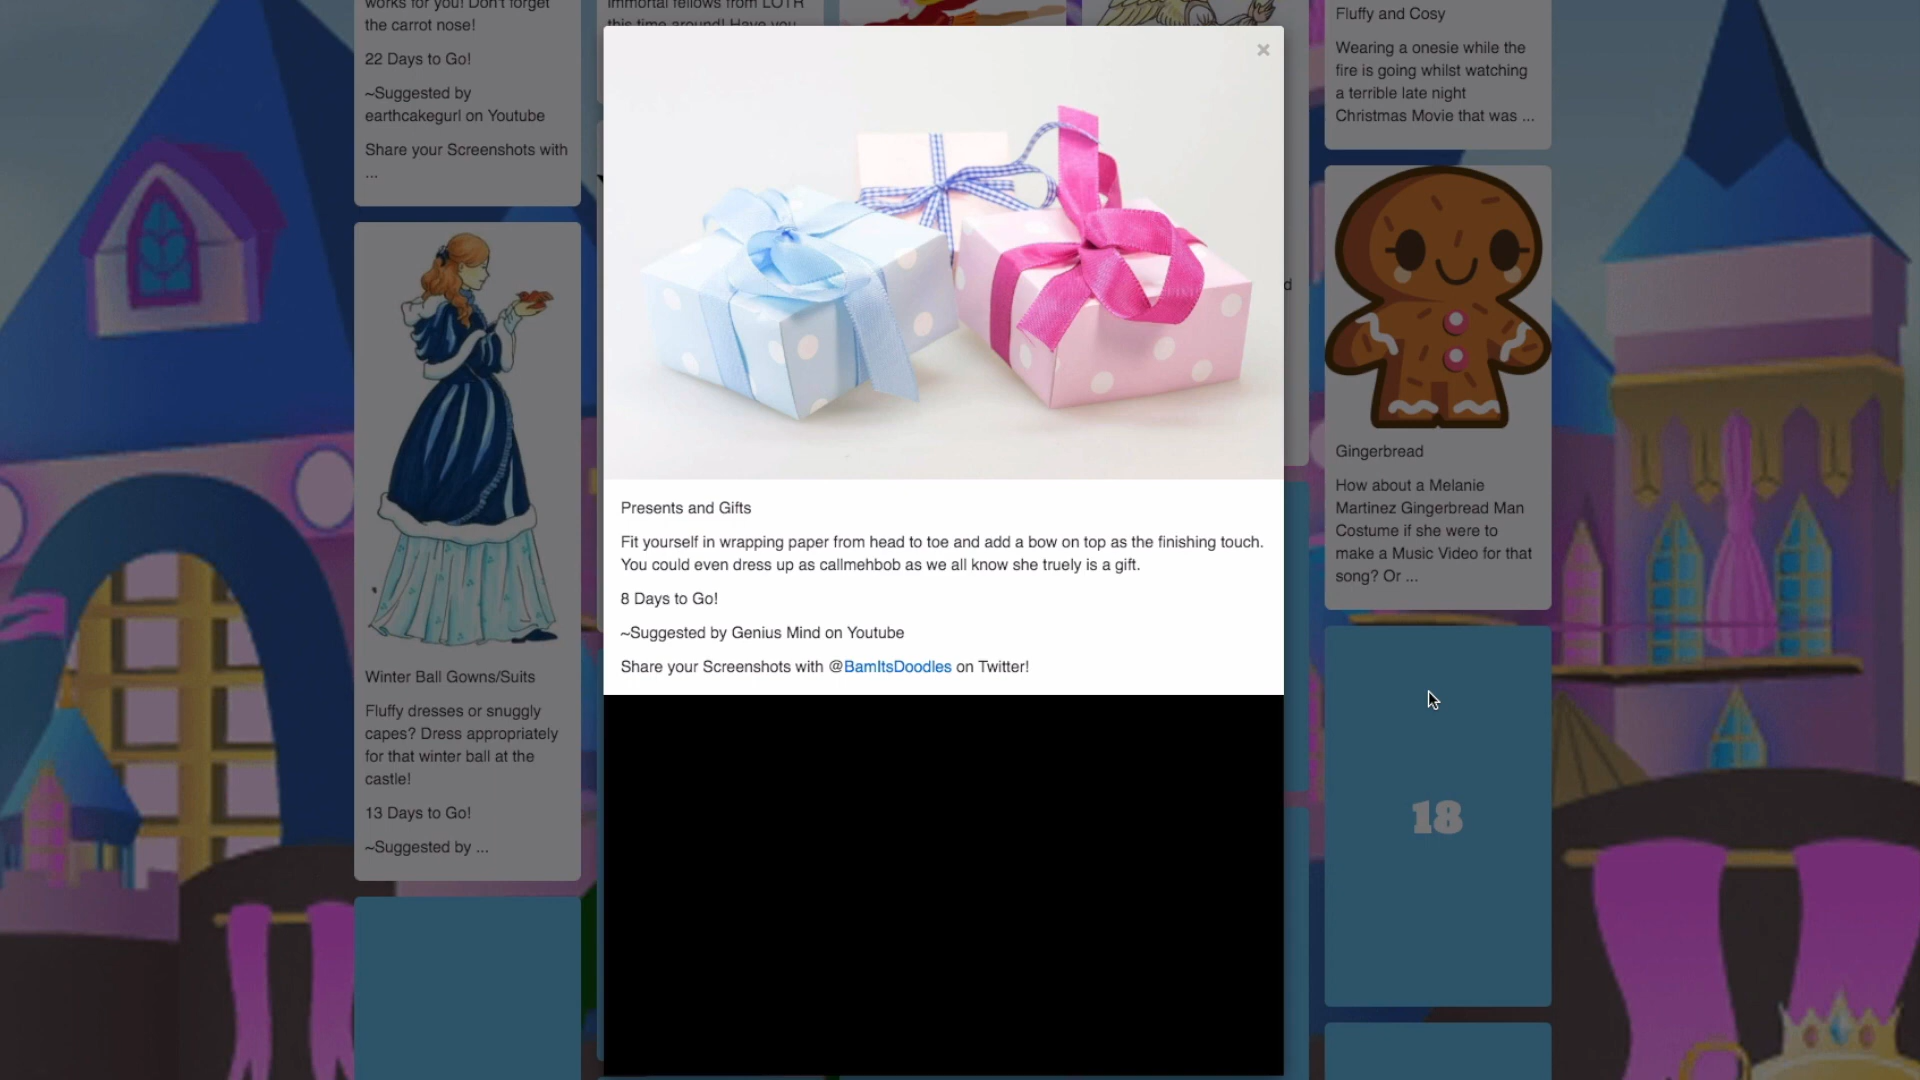 works for you! Don't forget
the carrot nose!
22 Days to Go!
~Suggested by
earthcakegurl on Youtube
Share your Screenshots with
...
Winter Ball Gowns/Suits
Fluffy dresses or snuggly
capes? Dress appropriately
for that winter ball at the
castle!
13 Days to Go!
~Suggested by ...
immortal fellows from LOTR
this time around! Have you
×
Presents and Gifts
Fit yourself in wrapping paper from head to toe and add a bow on top as the finishing touch.
You could even dress up as callmehbob as we all know she truely is a gift.
8 Days to Go!
~Suggested by Genius Mind on Youtube
Share your Screenshots with @BamItsDoodles on Twitter!
d
Fluffy and Cosy
Wearing a onesie while the
fire is going whilst watching
a terrible late night
Christmas Movie that was ...
Gingerbread
How about a Melanie
Martinez Gingerbread Man
Costume if she were to
make a Music Video for that
song? Or ...
18